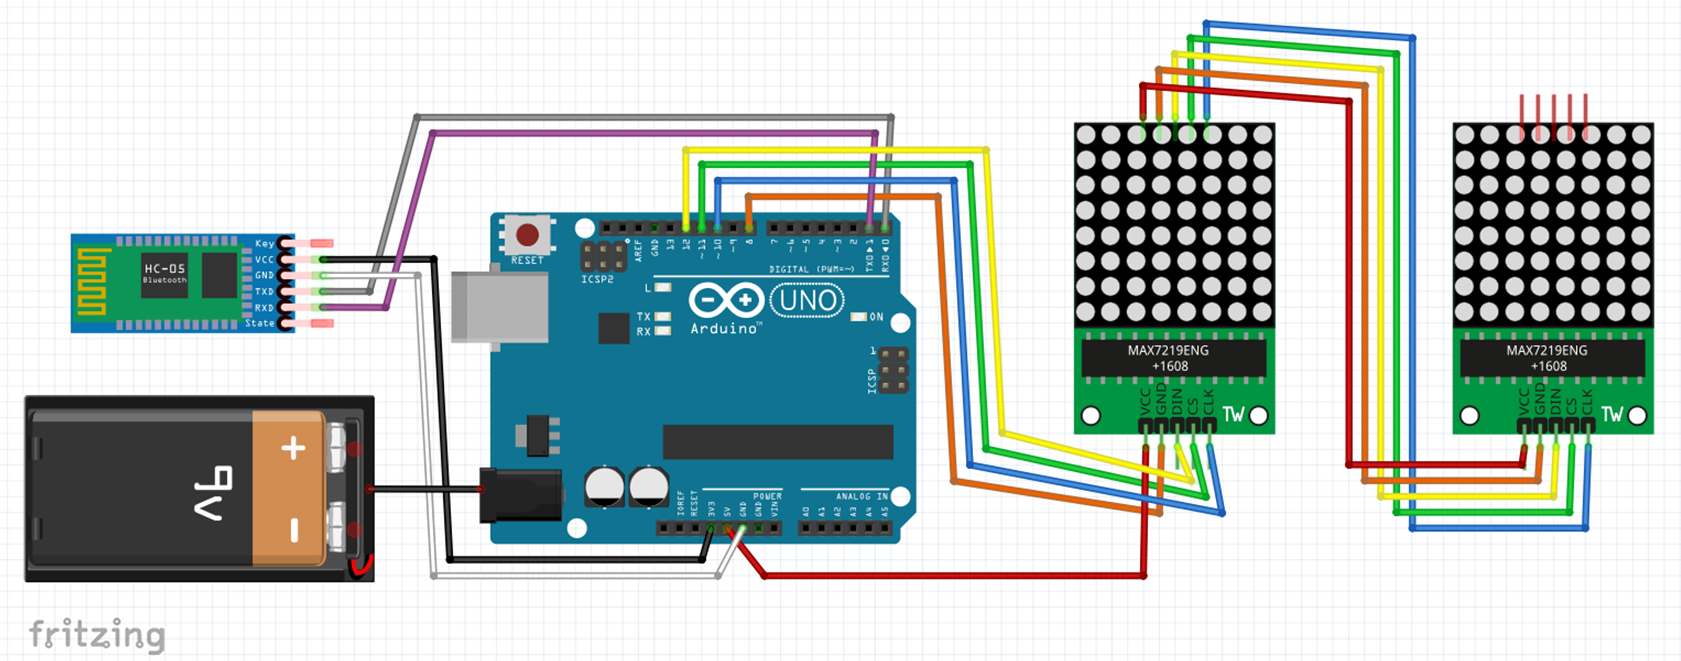 HC-05
Bluetooth
Key
VCC
GND
TXD
RXD
State
9V
+
-
RESET
ICSP2
AREF
GND
13
12
~11
~10
~9
8
7
~6
~5
4
~3
2
TXD▶1
RXD◀0
DIGITAL (PWM=~)
L
TX
RX
UNO
Arduino™
ON
1
ICSP
POWER
ANALOG IN
IOREF
RESET
3V3
5V
GND
GND
VIN
A0
A1
A2
A3
A4
A5
MAX7219ENG
+1608
VCC
GND
DIN
CS
CLK
TW
MAX7219ENG
+1608
VCC
GND
DIN
CS
CLK
TW
fritzing